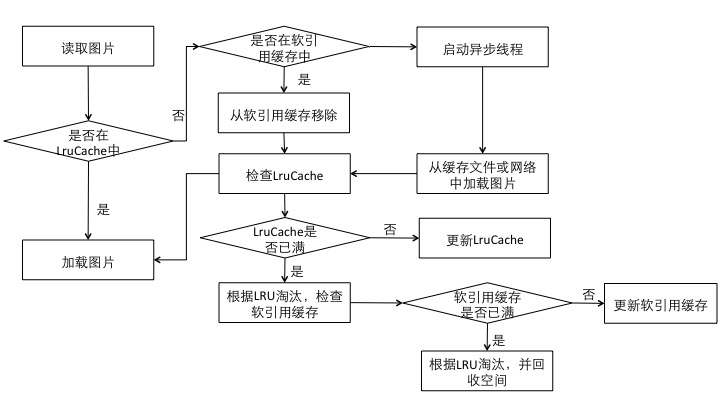 读取图片
是否在软引
用缓存中
启动异步线程
否
是
是否在
LruCache中
从软引用缓存移除
检查LruCache
从缓存文件或网络
中加载图片
是
加载图片
LruCache是
否已满
否
更新LruCache
是
根据LRU淘汰，检查
软引用缓存
软引用缓存
是否已满
否
更新软引用缓存
是
根据LRU淘汰，并回
收空间